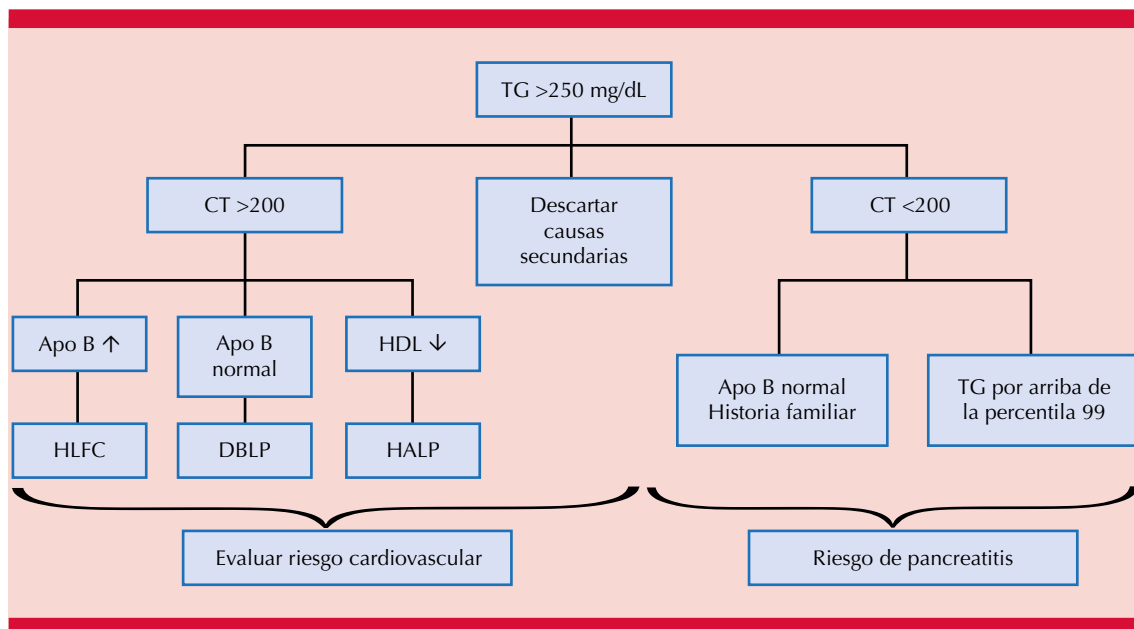 TG >250 mg/dL
CT >200
Descartar
causas
secundarias
CT <200
Apo B ↑
Apo B
normal
HDL ↓
Apo B normal
Historia familiar
TG por arriba de
la percentila 99
HLFC
DBLP
HALP
Evaluar riesgo cardiovascular
Riesgo de pancreatitis